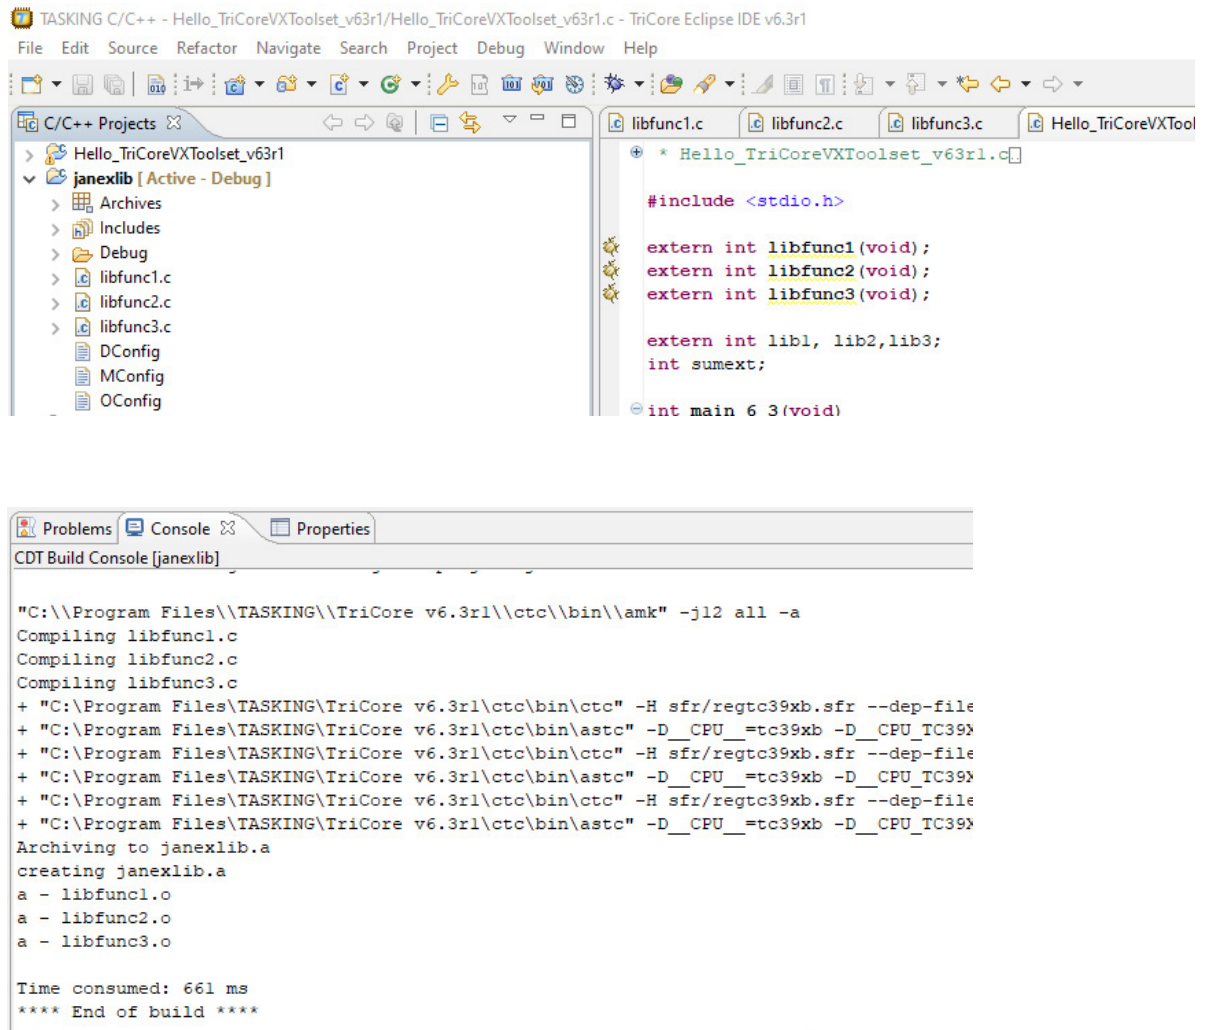 TASKING C/C++ - Hello_TriCoreVXToolset_v63r1/Hello_TriCoreVXToolset_v63r1.c - TriCore Eclipse IDE v6.3r1
File Edit Source Refactor Navigate Search Project Debug Window Help
C/C++ Projects
Hello_TriCoreVXToolset_v63r1
janexlib [ Active - Debug ]
Archives
Includes
Debug
libfunc1.c
libfunc2.c
libfunc3.c
DConfig
MConfig
OConfig
libfunc1.c libfunc2.c libfunc3.c Hello_TriCoreVXTool
* Hello_TriCoreVXToolset_v63r1.c
#include <stdio.h>
extern int libfunc1(void);
extern int libfunc2(void);
extern int libfunc3(void);
extern int lib1, lib2,lib3;
int sumext;
int main_6_3(void)
Problems Console Properties
CDT Build Console [janexlib]
"C:\\Program Files\\TASKING\\TriCore v6.3r1\\ctc\\bin\\amk" -j12 all -a
Compiling libfunc1.c
Compiling libfunc2.c
Compiling libfunc3.c
+ "C:\Program Files\TASKING\TriCore v6.3r1\ctc\bin\ctc" -H sfr/regtc39xb.sfr --dep-file
+ "C:\Program Files\TASKING\TriCore v6.3r1\ctc\bin\astc" -D__CPU__=tc39xb -D__CPU_TC39X
+ "C:\Program Files\TASKING\TriCore v6.3r1\ctc\bin\ctc" -H sfr/regtc39xb.sfr --dep-file
+ "C:\Program Files\TASKING\TriCore v6.3r1\ctc\bin\astc" -D__CPU__=tc39xb -D__CPU_TC39X
+ "C:\Program Files\TASKING\TriCore v6.3r1\ctc\bin\ctc" -H sfr/regtc39xb.sfr --dep-file
+ "C:\Program Files\TASKING\TriCore v6.3r1\ctc\bin\astc" -D__CPU__=tc39xb -D__CPU_TC39X
Archiving to janexlib.a
creating janexlib.a
a - libfunc1.o
a - libfunc2.o
a - libfunc3.o
Time consumed: 661 ms
**** End of build ****